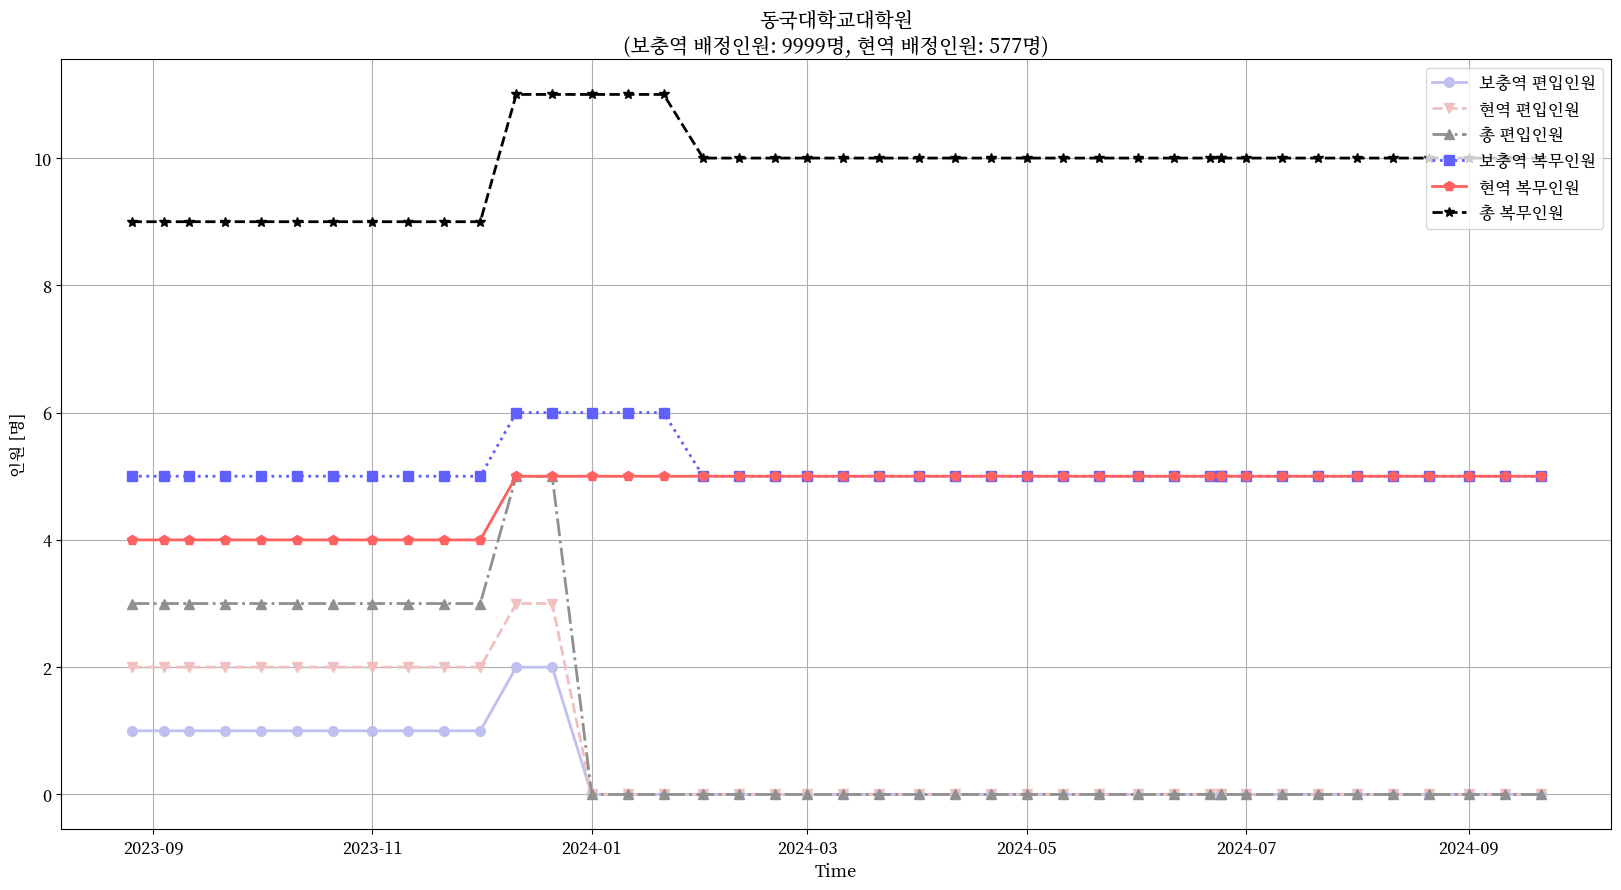 동국대학교대학원
(보충역 배정인원: 9999명, 현역 배정인원: 577명)
보충역 편입인원
현역 편입인원
총 편입인원
보충역 복무인원
현역 복무인원
총 복무인원
인원 [명]
10
8
6
4
2
0
2023-09
2023-11
2024-01
2024-03
2024-05
2024-07
2024-09
Time